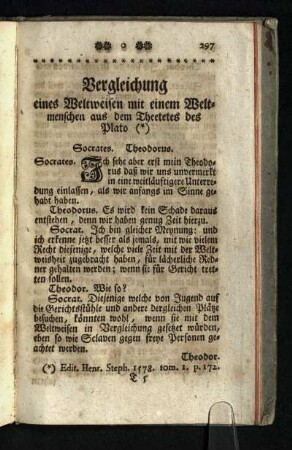 o 297
Vergleichung
eines Weltweisen mit einem Welt-
menschen aus dem Theetetes des
Plato (*)
Socrates. Theodorus.
Socrates. Ich sehe aber erst mein Theodo-
rus daß wir uns unvermerkt
in eine weitläuftigere Unterre-
dung einlassen, als wir anfangs im Sinne ge-
habt haben.
Theodorus. Es wird kein Schade daraus
entstehen, denn wir haben genug Zeit hierzu.
Socrat. Ich bin gleicher Meynung: und
ich erkenne jetzt besser als jemals, mit wie vielem
Recht diejenige, welche viele Zeit mit der Welt-
weisheit zugebracht haben, für lächerliche Red-
ner gehalten werden; wenn sie für Gericht tret-
ten sollen.
Theodor. Wie so?
Socrat. Diejenige welche von Jugend auf
die Gerichtsstühle und andere dergleichen Plätze
besuchen, könnten wohl, wenn sie mit dem
Weltweisen in Vergleichung gesetzt würden,
eben so wie Sclaven gegen freye Personen ge-
achtet werden.
Theodor.
(*) Edit. Henr. Steph. 1578. tom. 1. p. 172.
T 5